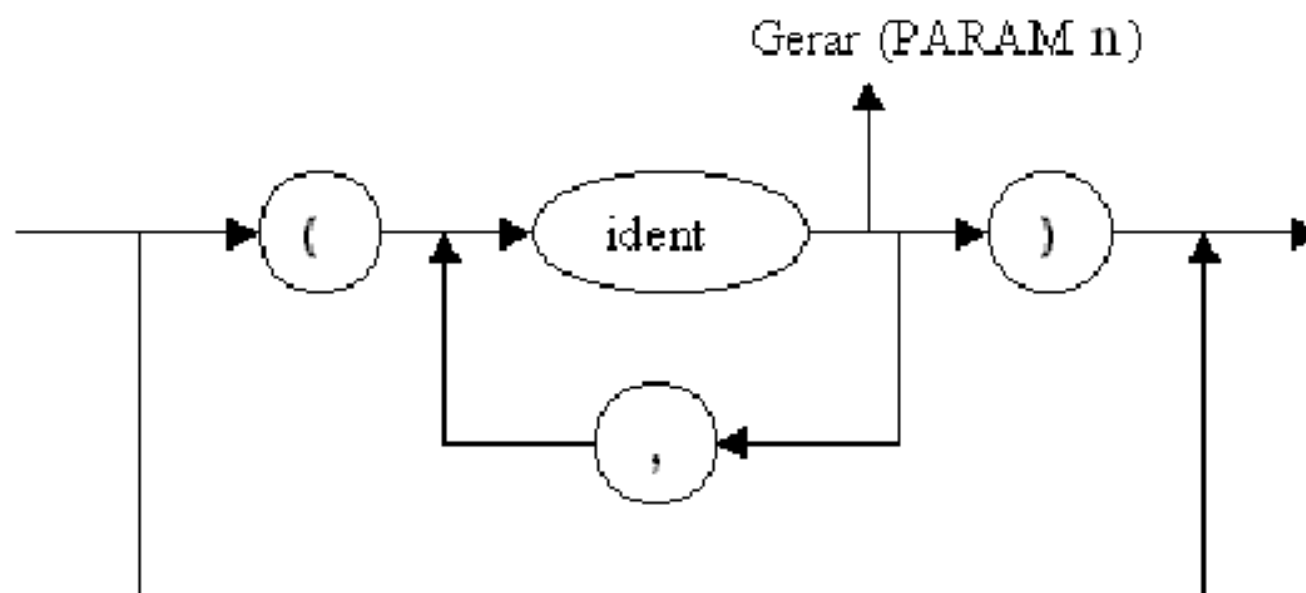 Gerar (PARAM n)
( ident )
,